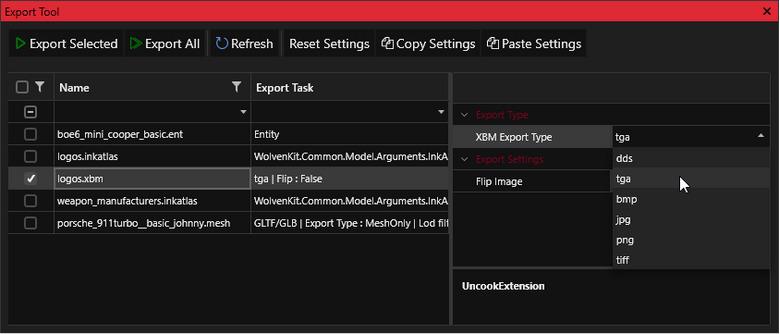 Export Tool
Export Selected Export All Refresh Reset Settings Copy Settings Paste Settings
Name Export Task
Export Type
boe6_mini_cooper_basic.ent Entity
XBM Export Type tga
logos.inkatlas WolvenKit.Common.Model.Arguments.InkA
Export Settings
dds
logos.xbm tga | Flip : False
Flip Image
tga
weapon_manufacturers.inkatlas WolvenKit.Common.Model.Arguments.InkA
bmp
porsche_911turbo__basic_johnny.mesh GLTF/GLB | Export Type : MeshOnly | Lod filt
jpg
png
tiff
UncookExtension